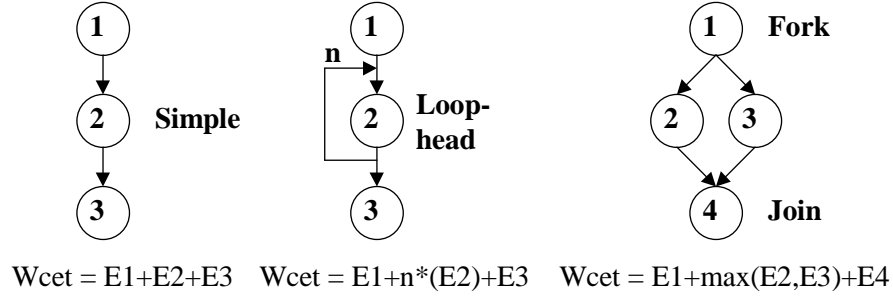 1
2 Simple
3
Wcet = E1+E2+E3
1
n
2 Loop-
head
3
Wcet = E1+n*(E2)+E3
1 Fork
2 3
4 Join
Wcet = E1+max(E2,E3)+E4